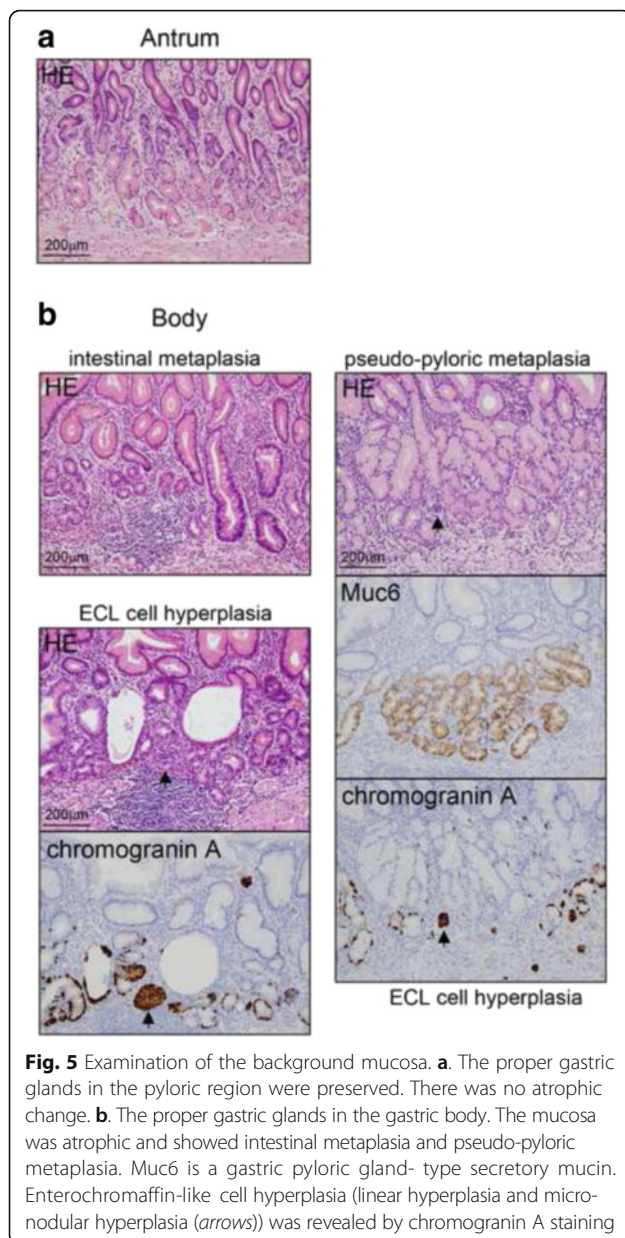 a
Antrum
HE
200μm
b
Body
intestinal metaplasia
HE
200μm
ECL cell hyperplasia
HE
200μm
chromogranin A
pseudo-pyloric metaplasia
HE
200μm
Muc6
chromogranin A
ECL cell hyperplasia
Fig. 5 Examination of the background mucosa. a. The proper gastric
glands in the pyloric region were preserved. There was no atrophic
change. b. The proper gastric glands in the gastric body. The mucosa
was atrophic and showed intestinal metaplasia and pseudo-pyloric
metaplasia. Muc6 is a gastric pyloric gland- type secretory mucin.
Enterochromaffin-like cell hyperplasia (linear hyperplasia and micro-
nodular hyperplasia (arrows)) was revealed by chromogranin A staining